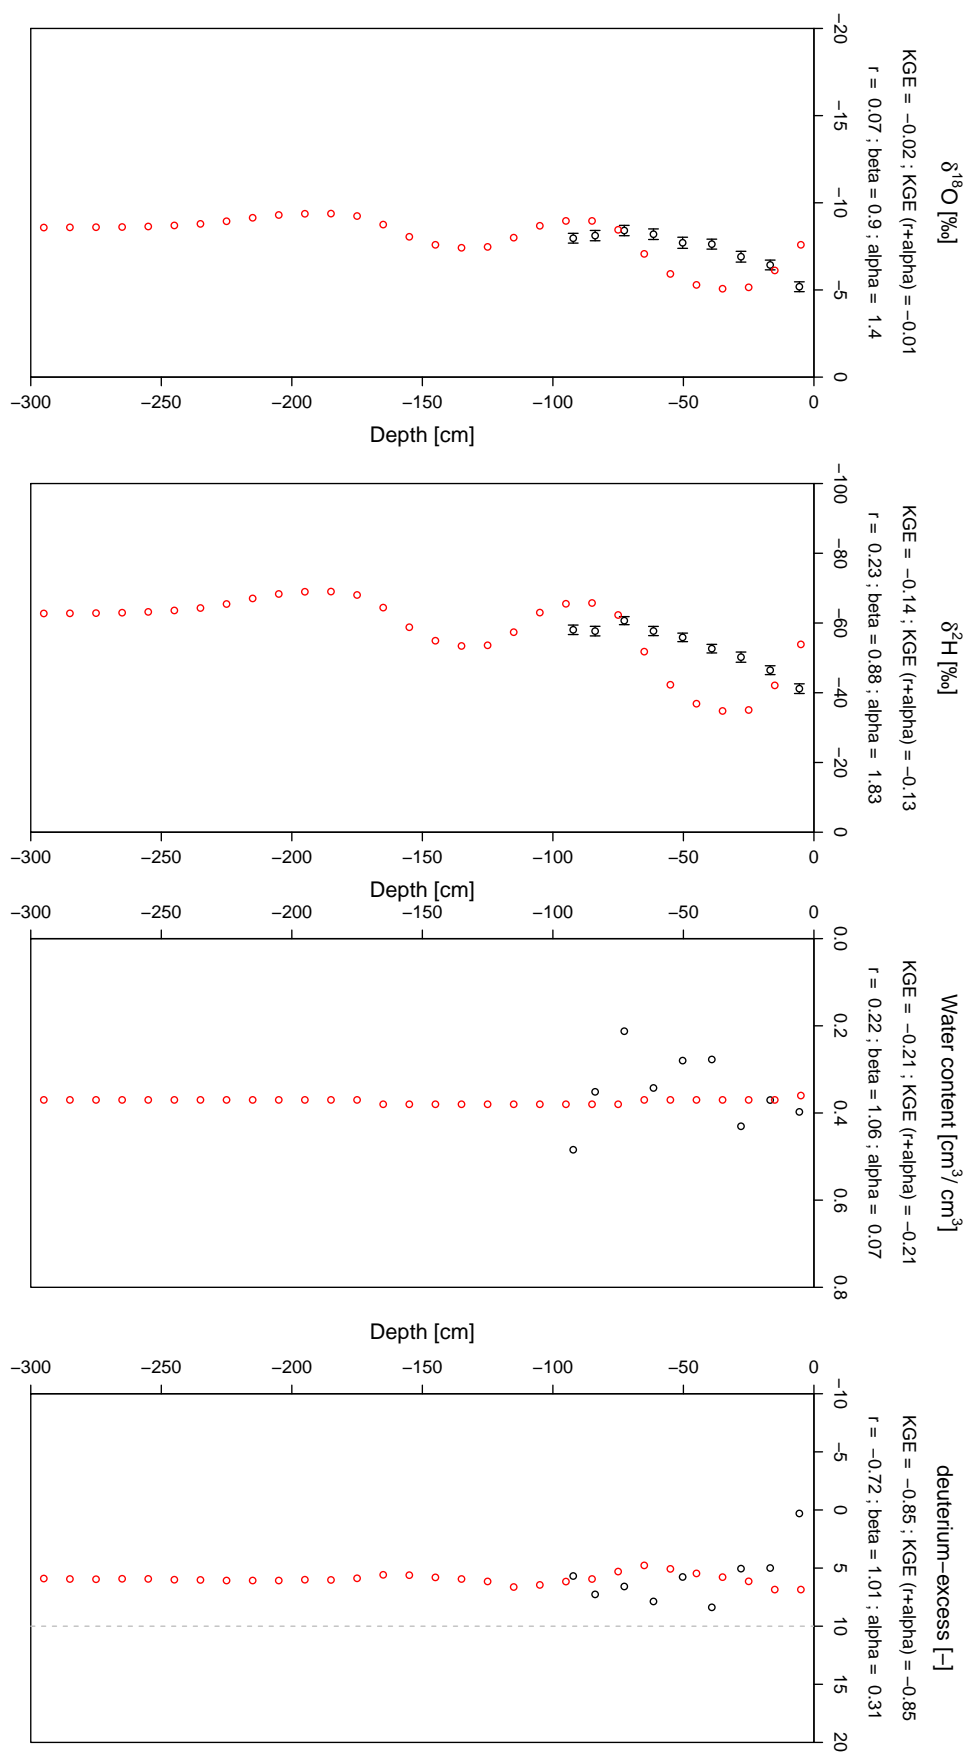 δ18O [‰]
KGE = −0.02 ; KGE (r+alpha) = −0.01
r = 0.07 ; beta = 0.9 ; alpha = 1.4
−20 −15 −10 −5 0
−300 −250 −200 −150 −100 −50 0
Depth [cm]
δ2H [‰]
KGE = −0.14 ; KGE (r+alpha) = −0.13
r = 0.23 ; beta = 0.88 ; alpha = 1.83
−100 −80 −60 −40 −20 0
−300 −250 −200 −150 −100 −50 0
Depth [cm]
Water content [cm3/ cm3]
KGE = −0.21 ; KGE (r+alpha) = −0.21
r = 0.22 ; beta = 1.06 ; alpha = 0.07
0.0 0.2 0.4 0.6 0.8
−300 −250 −200 −150 −100 −50 0
Depth [cm]
deuterium−excess [−]
KGE = −0.85 ; KGE (r+alpha) = −0.85
r = −0.72 ; beta = 1.01 ; alpha = 0.31
−10 −5 0 5 10 15 20
−300 −250 −200 −150 −100 −50 0